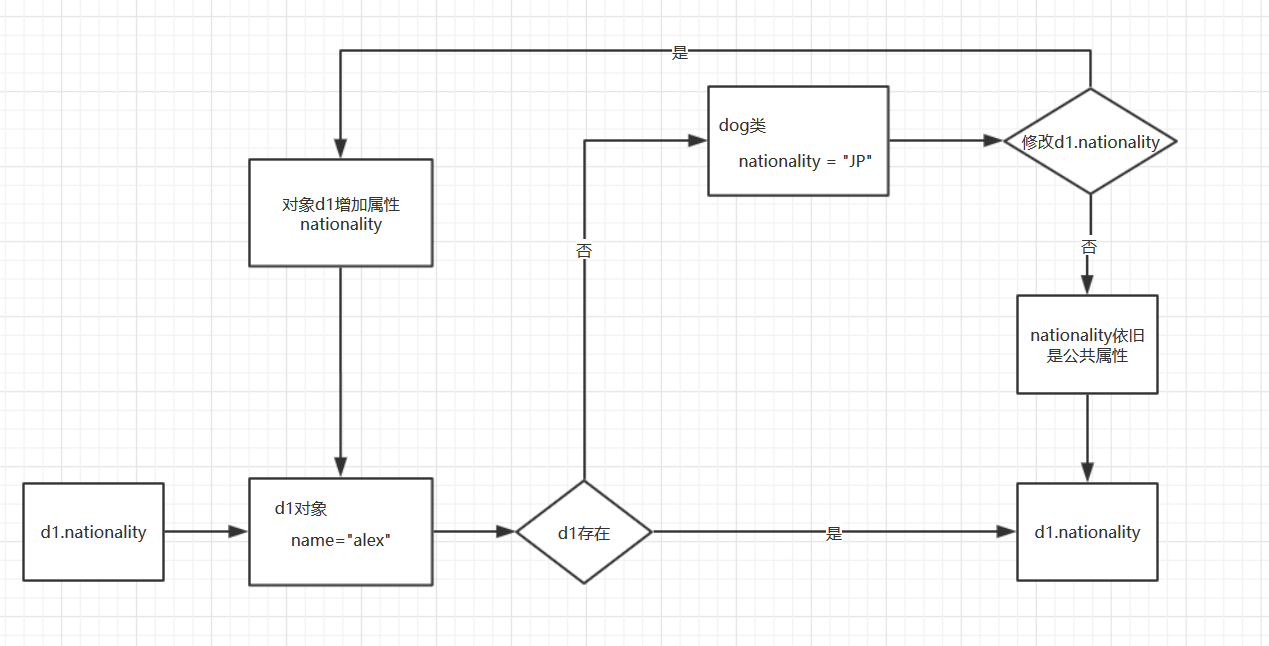 是
dog类
nationality = "JP"
修改d1.nationality
对象d1增加属性
nationality
否
否
nationality依旧
是公共属性
d1.nationality
d1对象
name="alex"
d1存在
是
d1.nationality